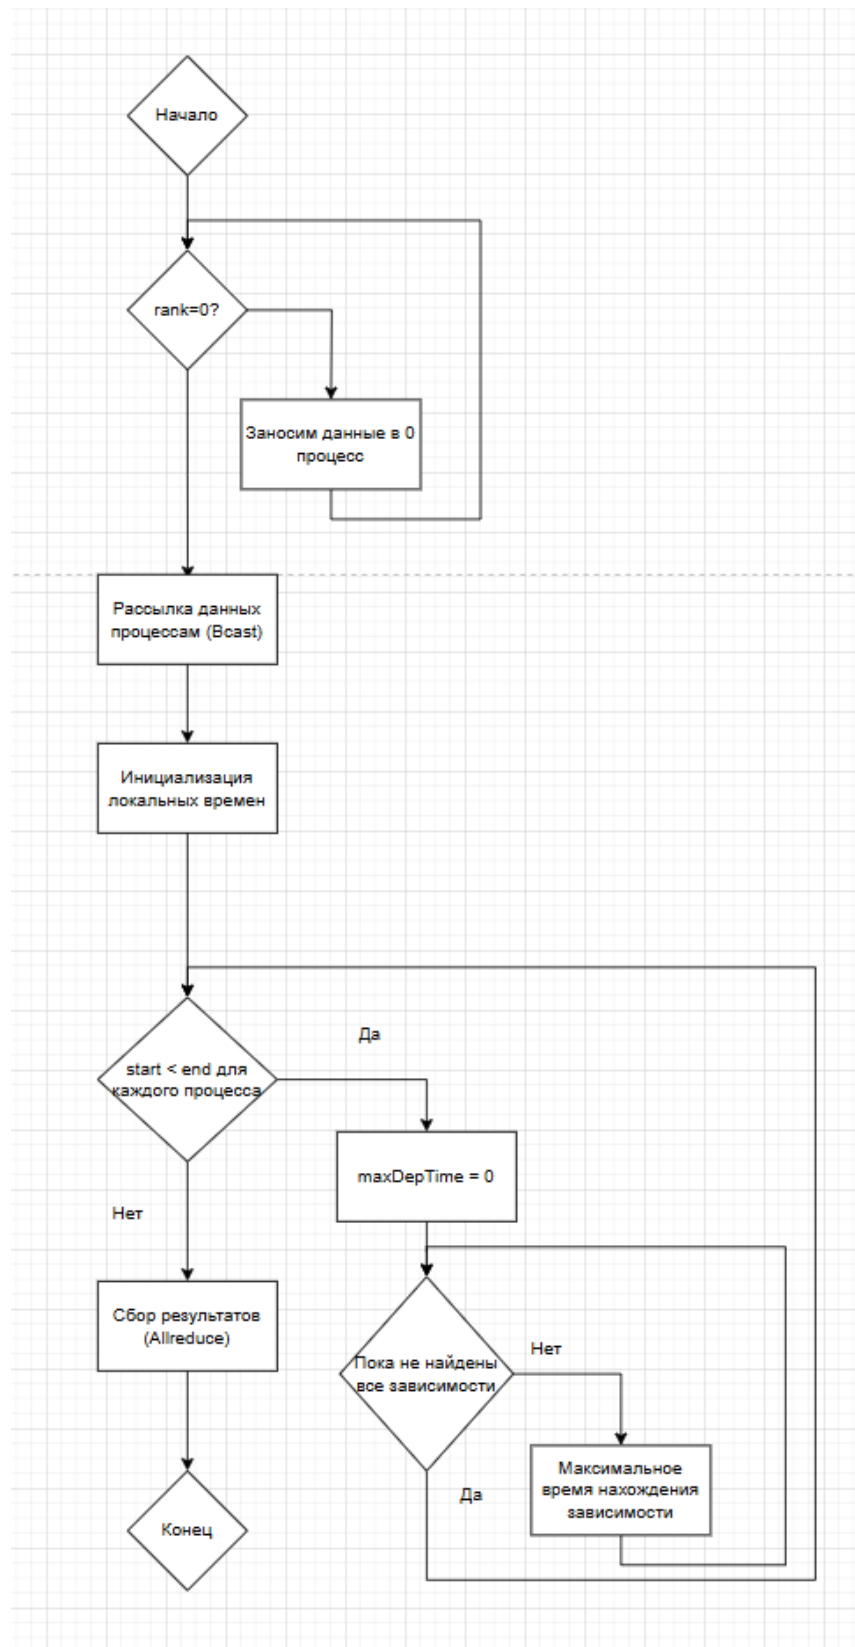 Начало
rank=0?
Заносим данные в 0
процесс
Рассылка данных
процессам (Bcast)
Инициализация
локальных времен
Да
start < end для
каждого процесса
maxDepTime = 0
Нет
Сбор результатов
(Allreduce)
Нет
Пока не найдены
все зависимости
Максимальное
время нахождения
зависимости
Да
Конец